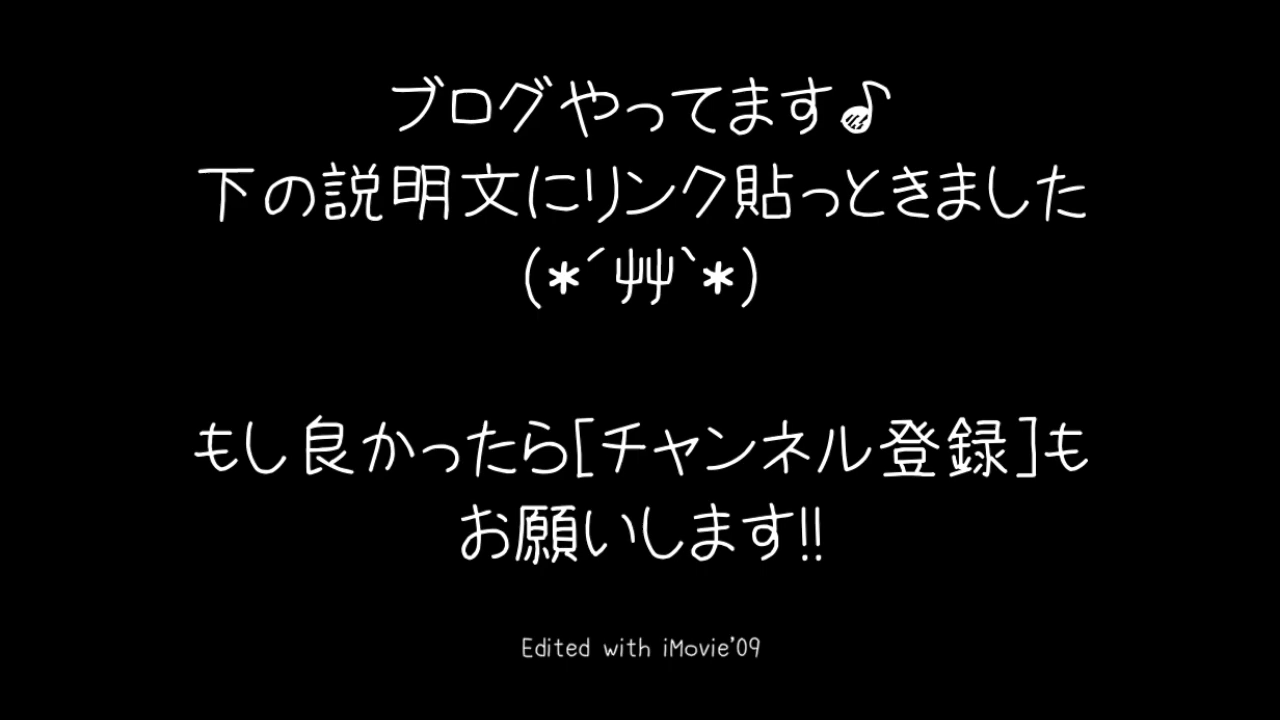 ブログやってます♪
下の説明文にリンク貼っときました
(*´艸`*)
もし良かったら[チャンネル登録]も
お願いします!!
Edited with iMovie'09